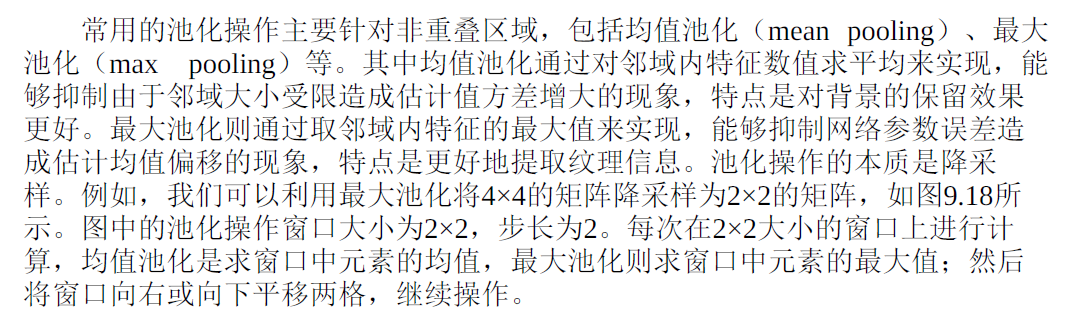 常用的池化操作主要针对非重叠区域，包括均值池化（mean pooling）、最大
池化（max pooling）等。其中均值池化通过对邻域内特征数值求平均来实现，能
够抑制由于邻域大小受限造成估计值方差增大的现象，特点是对背景的保留效果
更好。最大池化则通过取邻域内特征的最大值来实现，能够抑制网络参数误差造
成估计均值偏移的现象，特点是更好地提取纹理信息。池化操作的本质是降采
样。例如，我们可以利用最大池化将4×4的矩阵降采样为2×2的矩阵，如图9.18所
示。图中的池化操作窗口大小为2×2，步长为2。每次在2×2大小的窗口上进行计
算，均值池化是求窗口中元素的均值，最大池化则求窗口中元素的最大值；然后
将窗口向右或向下平移两格，继续操作。